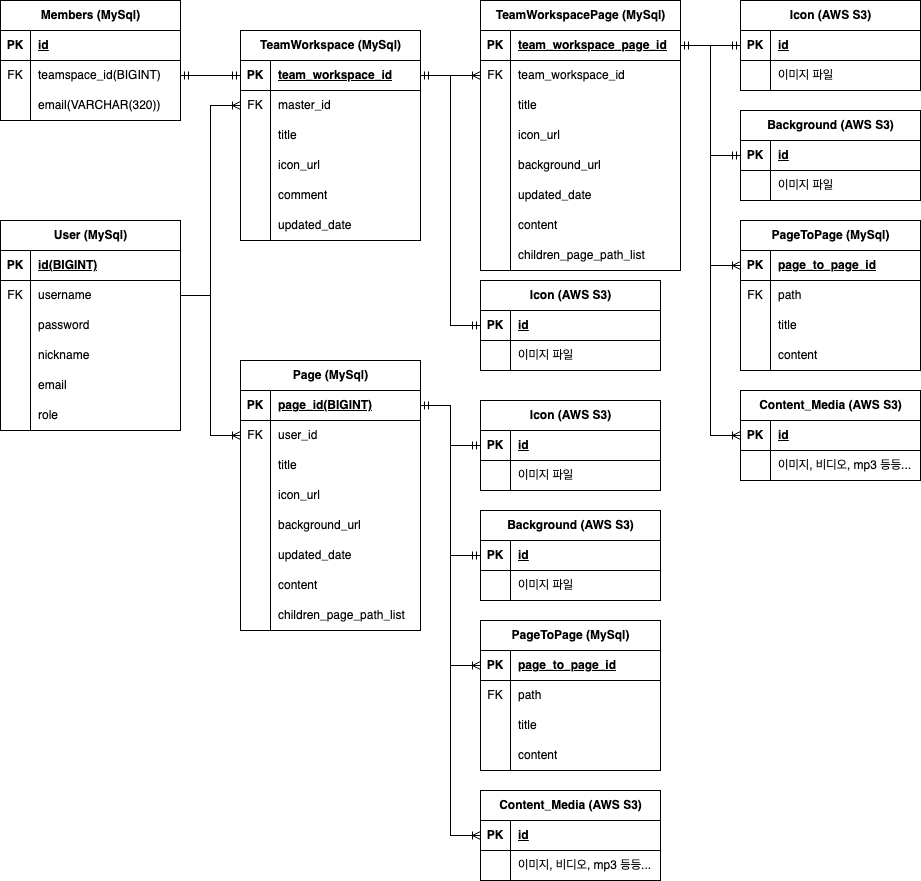 Members (MySql)
PK id
FK teamspace_id(BIGINT)
email(VARCHAR(320))
User (MySql)
PK id(BIGINT)
FK username
password
nickname
email
role
TeamWorkspace (MySql)
PK team_workspace_id
FK master_id
title
icon_url
comment
updated_date
Page (MySql)
PK page_id(BIGINT)
FK user_id
title
icon_url
background_url
updated_date
content
children_page_path_list
TeamWorkspacePage (MySql)
PK team_workspace_page_id
FK team_workspace_id
title
icon_url
background_url
updated_date
content
children_page_path_list
Icon (AWS S3)
PK id
이미지 파일
Icon (AWS S3)
PK id
이미지 파일
Background (AWS S3)
PK id
이미지 파일
PageToPage (MySql)
PK page_to_page_id
FK path
title
content
Content_Media (AWS S3)
PK id
이미지, 비디오, mp3 등등...
Icon (AWS S3)
PK id
이미지 파일
Background (AWS S3)
PK id
이미지 파일
PageToPage (MySql)
PK page_to_page_id
FK path
title
content
Content_Media (AWS S3)
PK id
이미지, 비디오, mp3 등등...